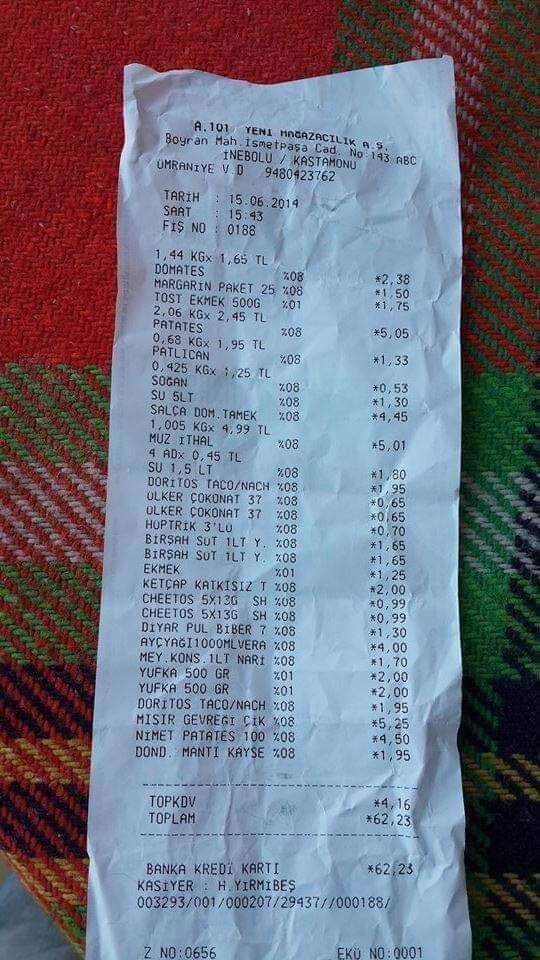 A.101 YENİ MAĞAZACILIK A.Ş.
Boyran Mah.İsmetpaşa Cad. No:143 ABC
İNEBOLU / KASTAMONU
ÜMRANİYE V.D 9480423762
TARİH : 15.06.2014
SAAT : 15:43
FİŞ NO : 0188
1,44 KGx 1,65 TL
DOMATES %08 *2,38
MARGARİN PAKET 25 %08 *1,50
TOST EKMEK 500G %01 *1,75
2,06 KGx 2,45 TL
PATATES %08 *5,05
0,68 KGx 1,95 TL
PATLICAN %08 *1,33
0,425 KGx 1,25 TL
SOĞAN %08 *0,53
SU 5LT %08 *1,30
SALÇA DOM.TAMEK %08 *4,45
1,005 KGx 4,99 TL
MUZ İTHAL %08 *5,01
4 ADx 0,45 TL
SU 1,5 LT %08 *1,80
DORİTOS TACO/NACH %08 *1,95
ÜLKER ÇOKONAT 37 %08 *0,65
ÜLKER ÇOKONAT 37 %08 *0,65
HÜPTRİK 3'LÜ %08 *0,70
BİRŞAH SÜT 1LT Y. %08 *1,65
BİRŞAH SÜT 1LT Y. %08 *1,65
EKMEK %01 *1,25
KETÇAP KATKISIZ T %08 *2,00
CHEETOS 5X13G SH %08 *0,99
CHEETOS 5X13G SH %08 *0,99
DİYAR PUL BİBER 7 %08 *1,30
AYÇYAĞI1000MLVERA %08 *4,00
MEY.KONS.1LT NARİ %08 *1,70
YUFKA 500 GR %01 *2,00
YUFKA 500 GR %01 *2,00
DORİTOS TACO/NACH %08 *1,95
MISIR GEVREĞİ ÇİK %08 *5,25
NİMET PATATES 100 %08 *4,50
DOND. MANTI KAYSE %08 *1,95
TOPKDV *4,16
TOPLAM *62,23
BANKA KREDİ KARTI *62,23
KASİYER : H.YİRMİBEŞ
003293/001/000207/29437//000188/
Z NO:0656 EKÜ NO:0001